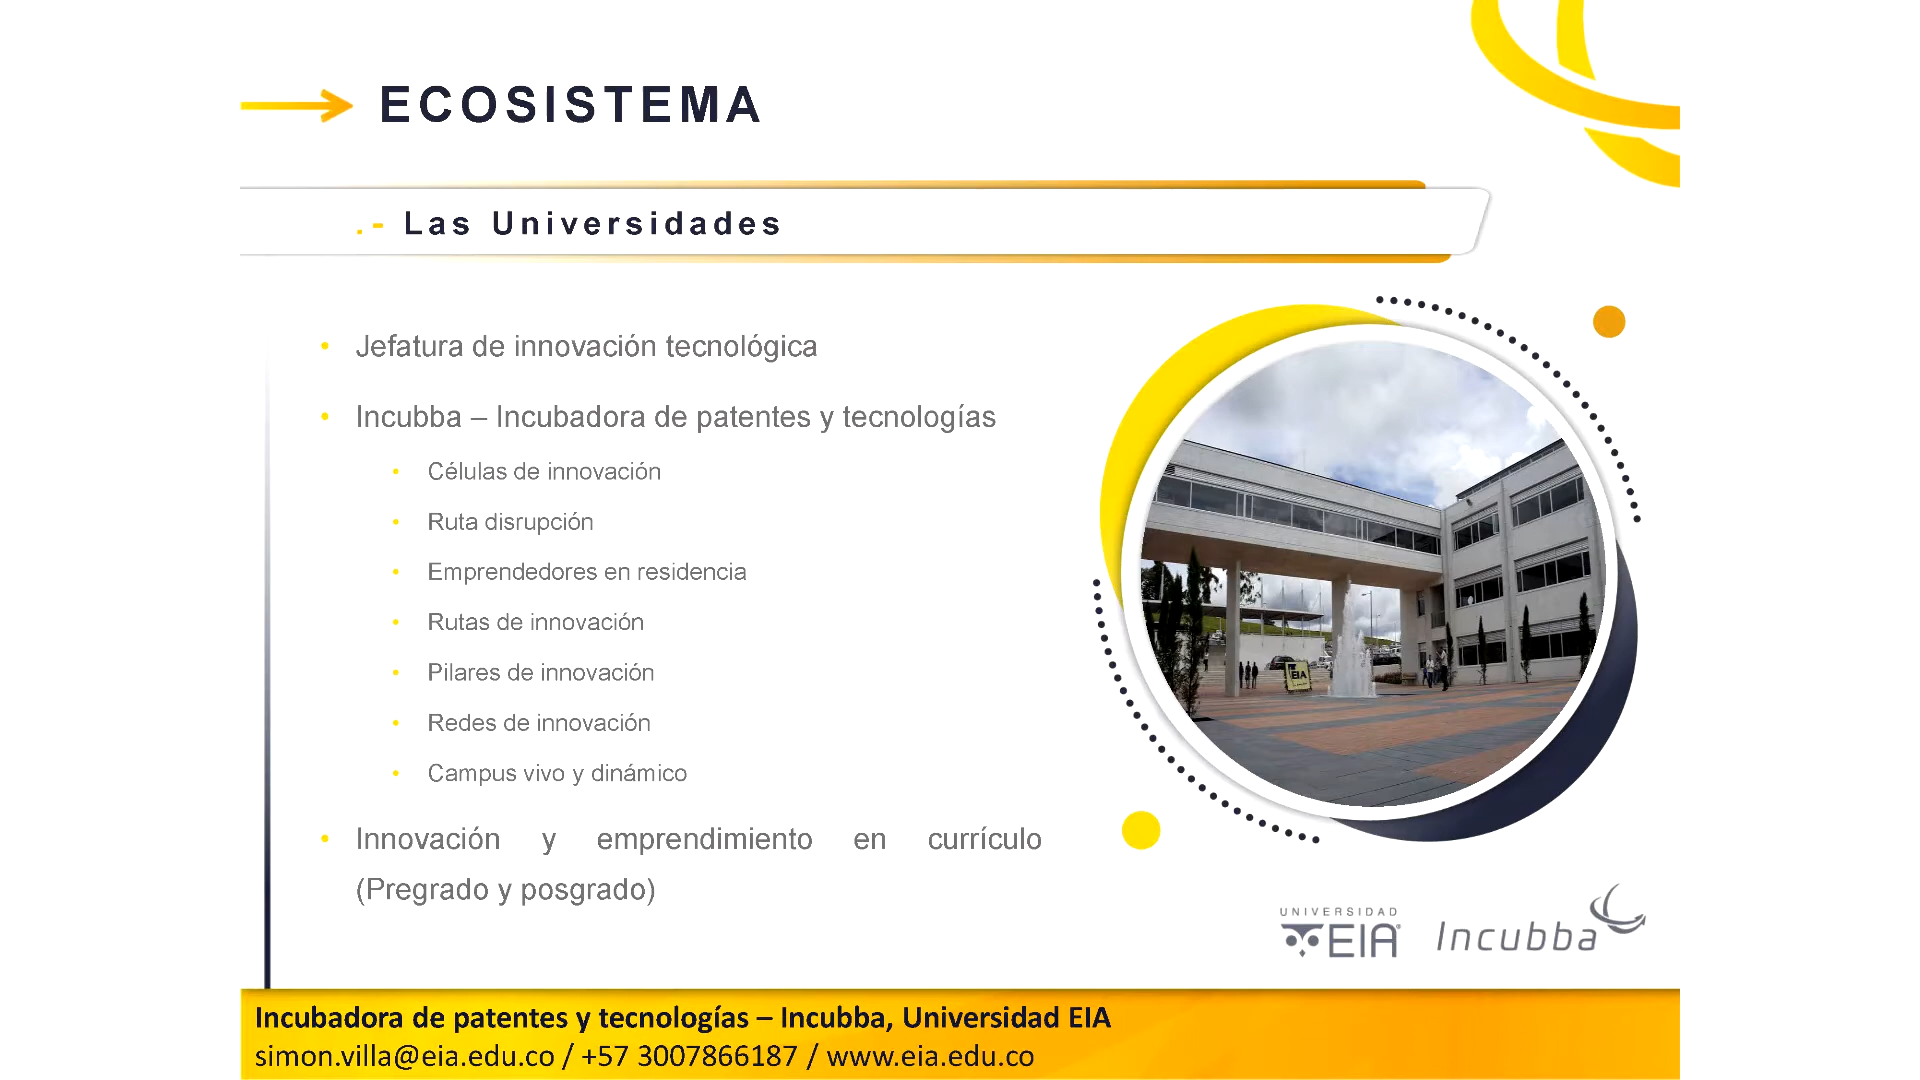 ECOSISTEMA
.- Las Universidades
• Jefatura de innovación tecnológica
• Incubba – Incubadora de patentes y tecnologías
• Células de innovación
• Ruta disrupción
• Emprendedores en residencia
• Rutas de innovación
• Pilares de innovación
• Redes de innovación
• Campus vivo y dinámico
• Innovación y emprendimiento en currículo
(Pregrado y posgrado)
EIA
UNIVERSIDAD
EIA
Incubba
Incubadora de patentes y tecnologías – Incubba, Universidad EIA
simon.villa@eia.edu.co / +57 3007866187 / www.eia.edu.co